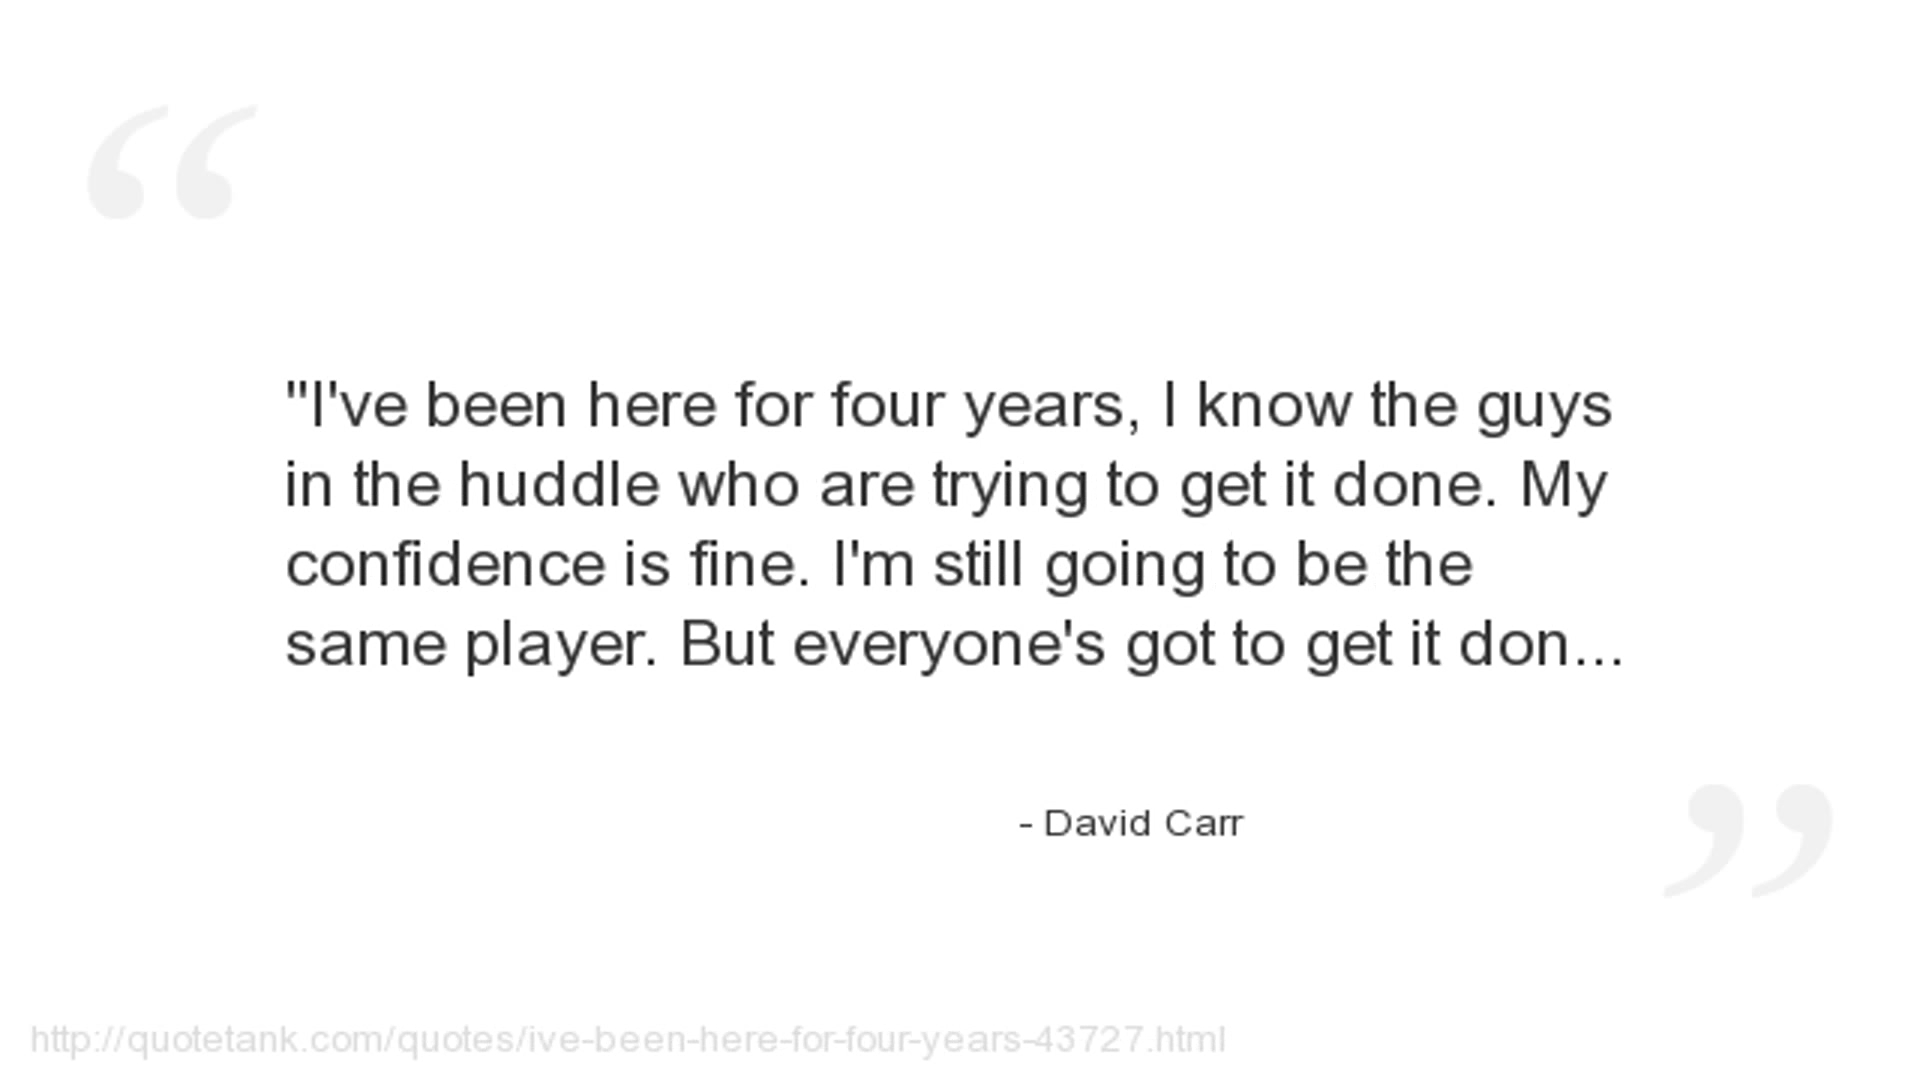 "I've been here for four years, I know the guys
in the huddle who are trying to get it done. My
confidence is fine. I'm still going to be the
same player. But everyone's got to get it don...
- David Carr
http://quotetank.com/quotes/ive-been-here-for-four-years-43727.html